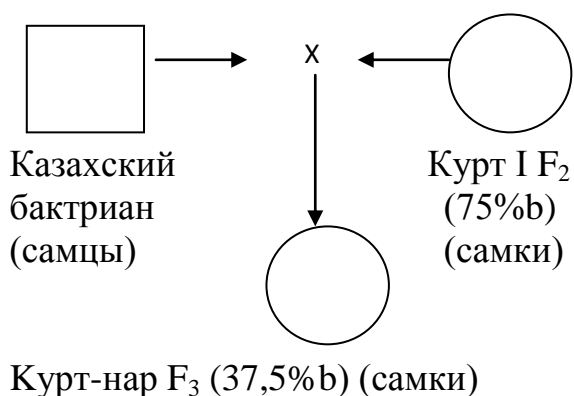 X
Казахский
бактриан
(самцы)
Курт I F₂
(75%b)
(самки)
Курт-нар F₃ (37,5%b) (самки)